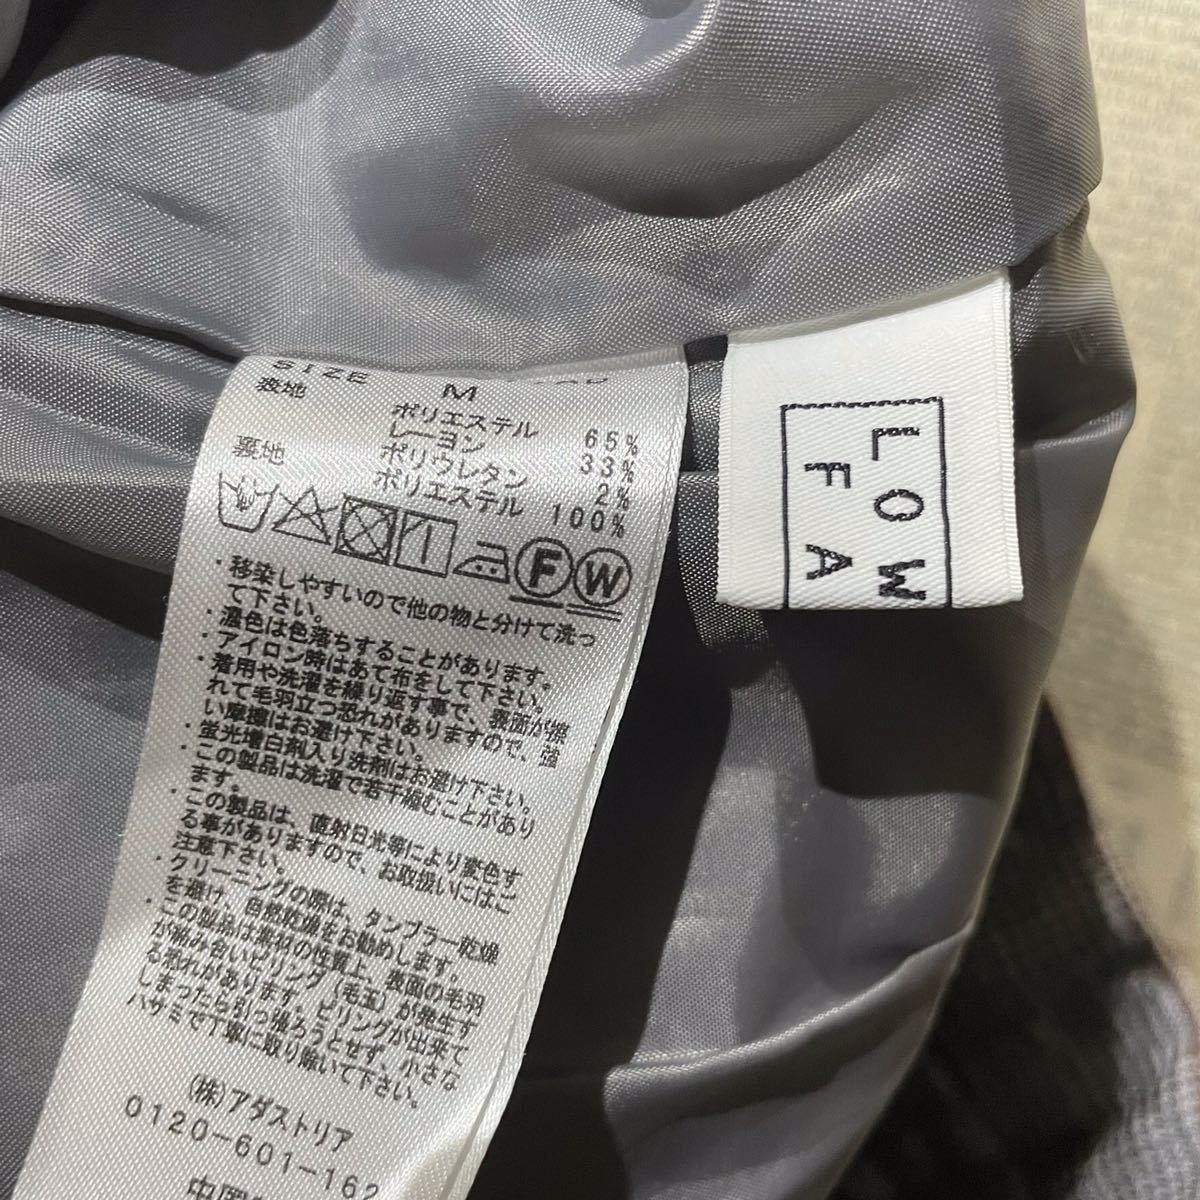 SIZE M
表地 ポリエステル 65%
レーヨン 33%
ポリウレタン 2%
裏地 ポリエステル 100%
F W
・移染しやすいので他の物と分けて洗っ
て下さい。
・濃色は色落ちすることがあります。
・アイロン時はあて布をして下さい。
・着用や洗濯を繰り返す事で、表面が擦
れて毛羽立つ恐れがありますので、強
い摩擦はお避け下さい。
・蛍光増白剤入り洗剤はお避け下さい。
・この製品は洗濯で若干縮むことがあり
ます。
・この製品は、直射日光等により変色す
る事がありますので、お取扱いにはご
注意下さい。
・クリーニングの際は、タンブラー乾燥
を避け、自然乾燥をお勧めします。
・この製品は素材の性質上、表面の毛羽
が絡み合いピリング(毛玉)が発生す
る恐れがあります。ピリングが出来て
しまったら引っ張ろうとせず、小さな
ハサミで丁寧に取り除いて下さい。
(株)アダストリア
0120-601-162
LOW
FA